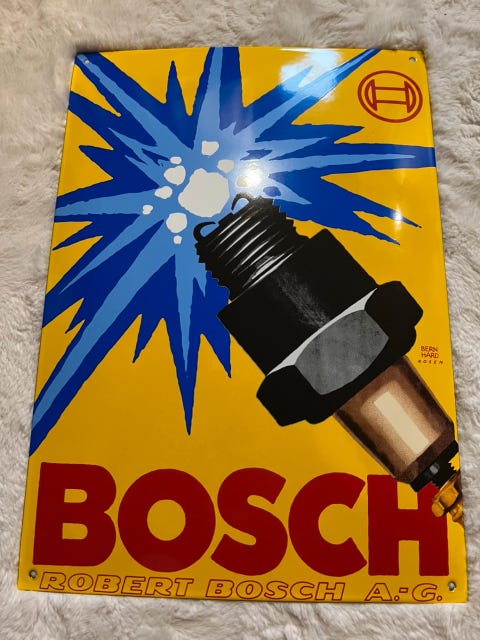 BERN
HARD
ROSEN
BOSCH
ROBERT BOSCH A.-G.